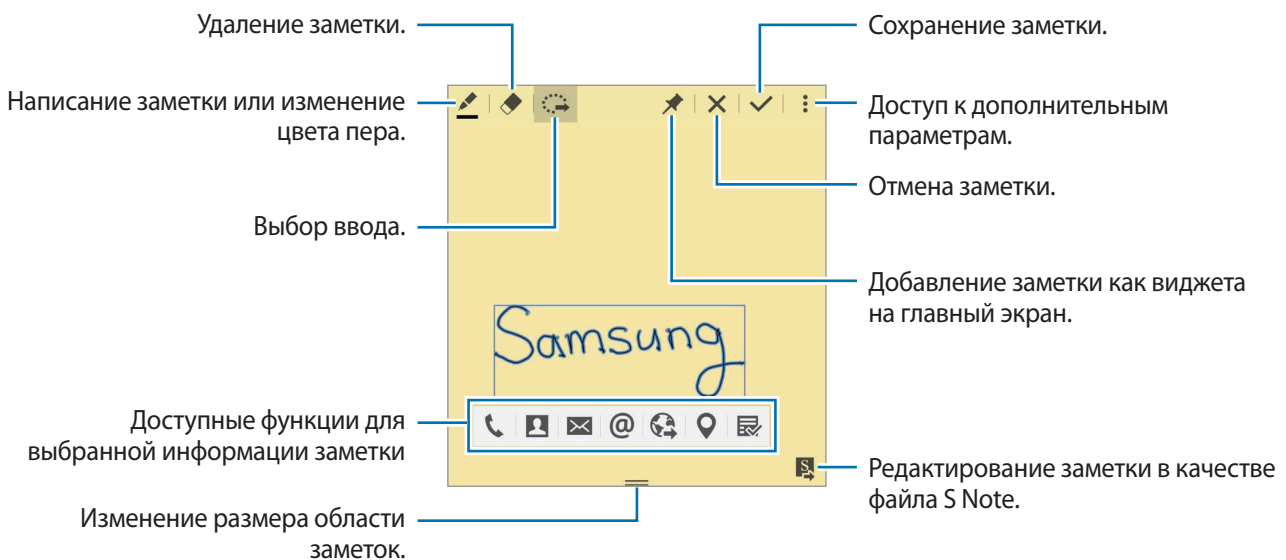 Удаление заметки.
Написание заметки или изменение
цвета пера.
Выбор ввода.
Доступные функции для
выбранной информации заметки
Изменение размера области
заметок.
Samsung
@
S
Сохранение заметки.
Доступ к дополнительным
параметрам.
Отмена заметки.
Добавление заметки как виджета
на главный экран.
Редактирование заметки в качестве
файла S Note.